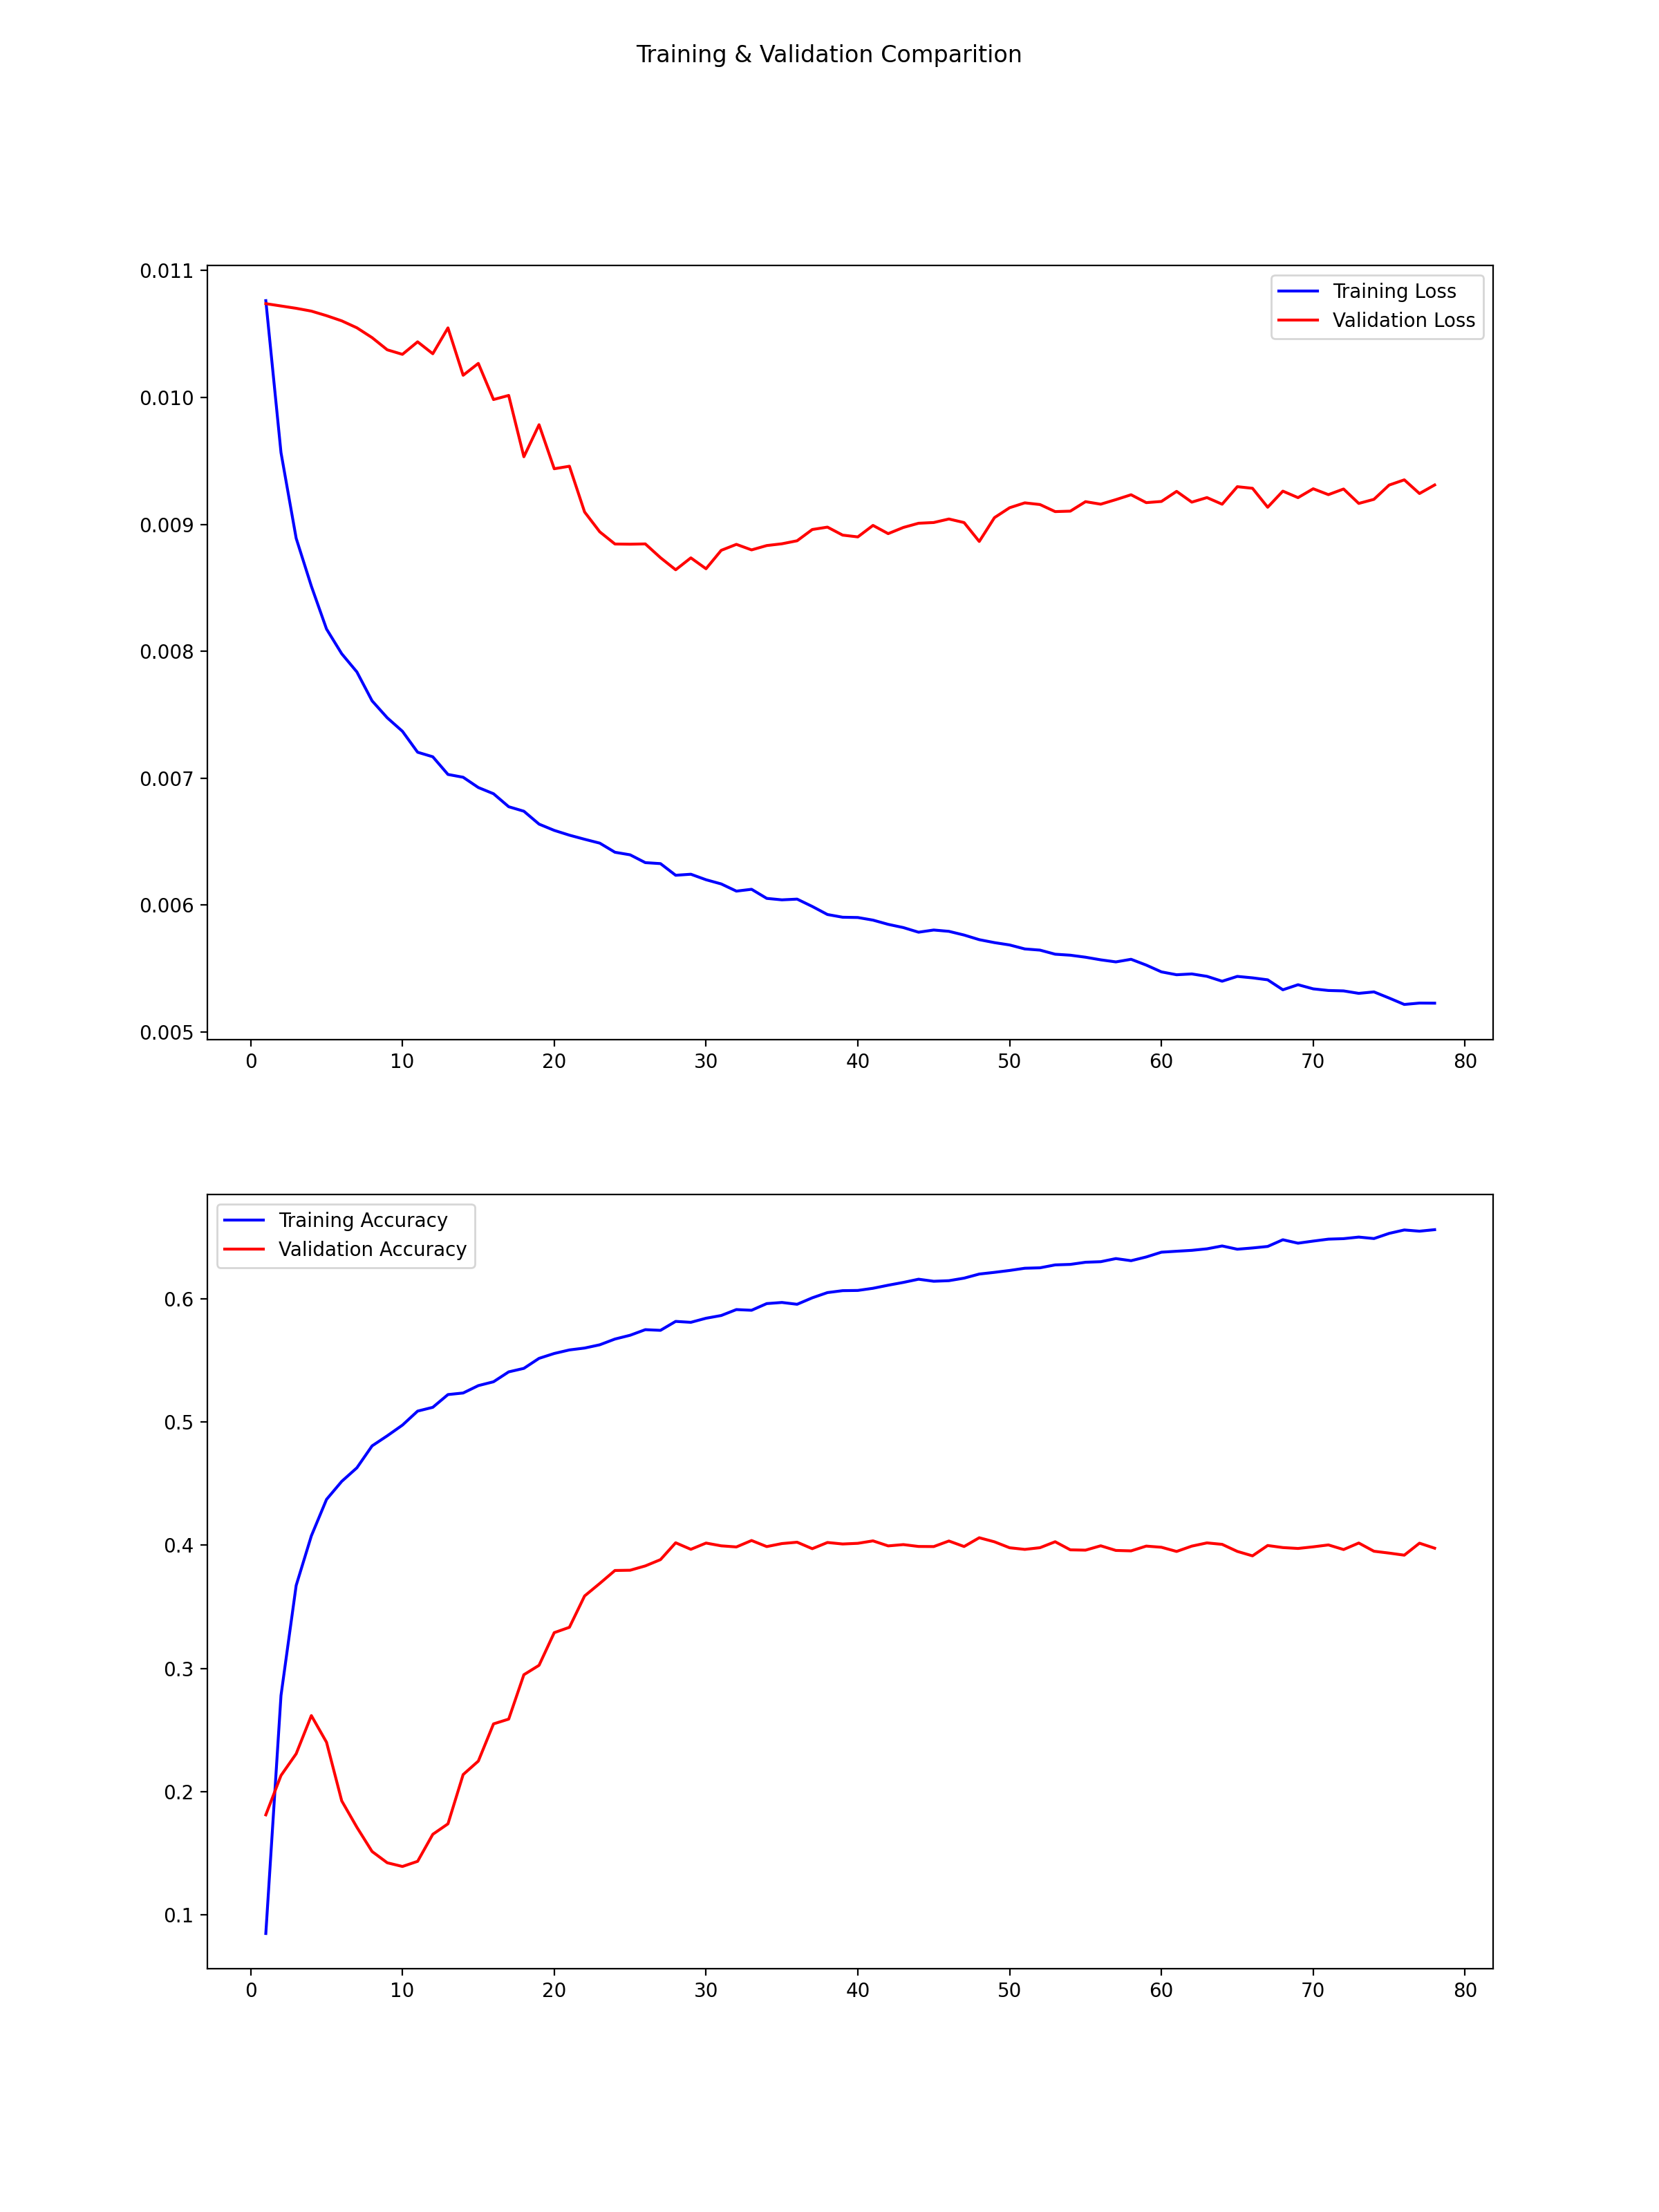 Training & Validation Comparition
0.011
0.010
0.009
0.008
0.007
0.006
0.005
Training Loss
Validation Loss
0 10 20 30 40 50 60 70 80
Training Accuracy
Validation Accuracy
0.6
0.5
0.4
0.3
0.2
0.1
0 10 20 30 40 50 60 70 80